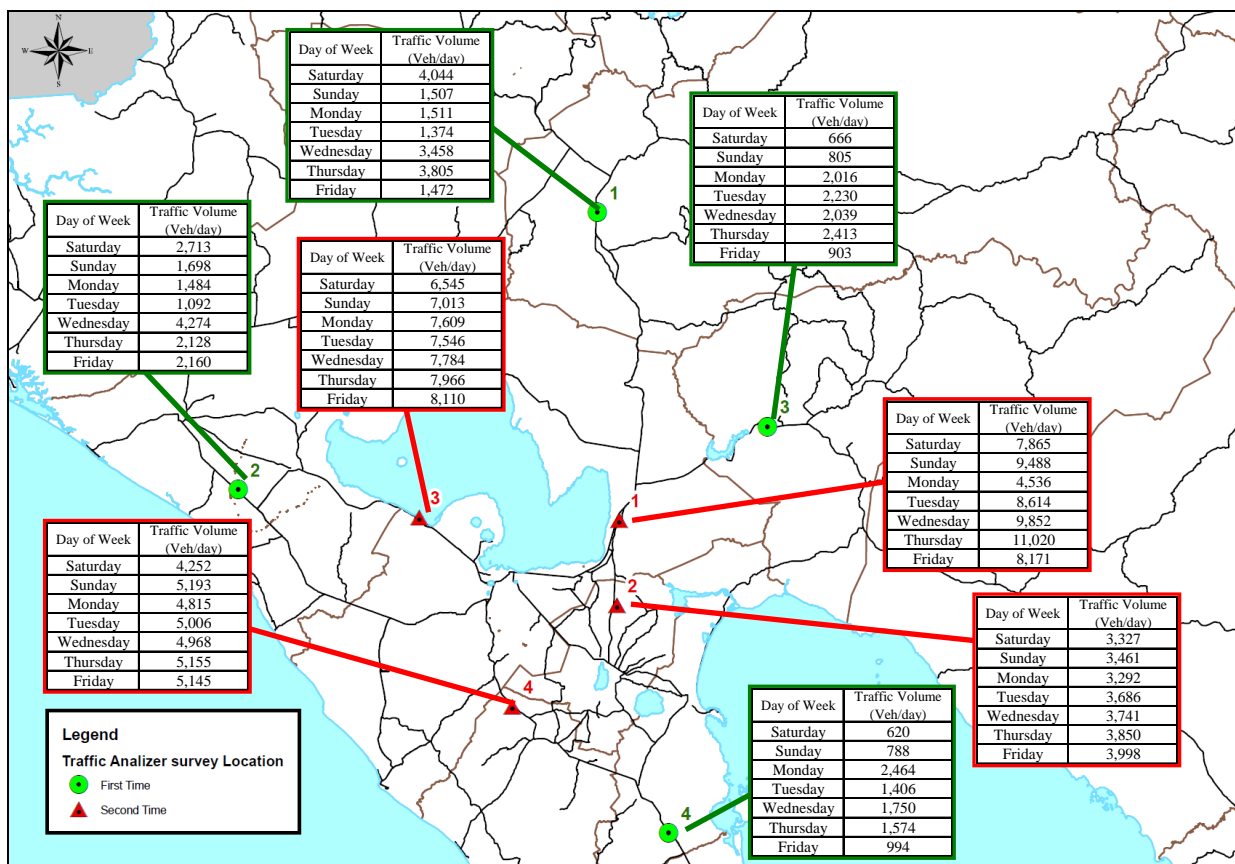 N
W E
S
Day of Week Traffic Volume (Veh/day)
Saturday 4,044
Sunday 1,507
Monday 1,511
Tuesday 1,374
Wednesday 3,458
Thursday 3,805
Friday 1,472
1
Day of Week Traffic Volume (Veh/day)
Saturday 666
Sunday 805
Monday 2,016
Tuesday 2,230
Wednesday 2,039
Thursday 2,413
Friday 903
3
Day of Week Traffic Volume (Veh/day)
Saturday 2,713
Sunday 1,698
Monday 1,484
Tuesday 1,092
Wednesday 4,274
Thursday 2,128
Friday 2,160
2
Day of Week Traffic Volume (Veh/day)
Saturday 6,545
Sunday 7,013
Monday 7,609
Tuesday 7,546
Wednesday 7,784
Thursday 7,966
Friday 8,110
3
Day of Week Traffic Volume (Veh/day)
Saturday 7,865
Sunday 9,488
Monday 4,536
Tuesday 8,614
Wednesday 9,852
Thursday 11,020
Friday 8,171
1
Day of Week Traffic Volume (Veh/day)
Saturday 4,252
Sunday 5,193
Monday 4,815
Tuesday 5,006
Wednesday 4,968
Thursday 5,155
Friday 5,145
4
Day of Week Traffic Volume (Veh/day)
Saturday 3,327
Sunday 3,461
Monday 3,292
Tuesday 3,686
Wednesday 3,741
Thursday 3,850
Friday 3,998
2
Day of Week Traffic Volume (Veh/day)
Saturday 620
Sunday 788
Monday 2,464
Tuesday 1,406
Wednesday 1,750
Thursday 1,574
Friday 994
4
Legend
Traffic Analizer survey Location
First Time
Second Time